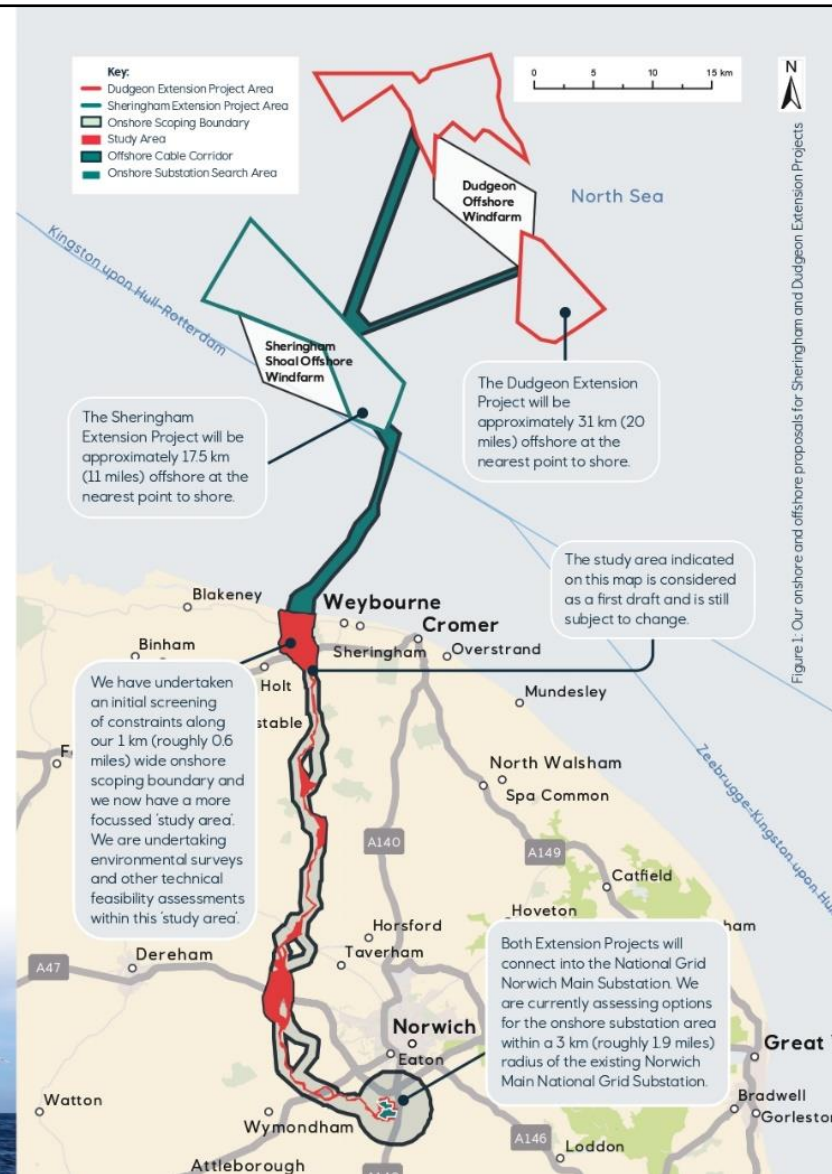 Key:
Dudgeon Extension Project Area
Sheringham Extension Project Area
Onshore Scoping Boundary
Study Area
Offshore Cable Corridor
Onshore Substation Search Area
0 5 10 15 km
N
Figure 1: Our onshore and offshore proposals for Sheringham and Dudgeon Extension Projects
North Sea
Dudgeon
Offshore
Windfarm
Kingston upon Hull-Rotterdam
Sheringham
Shoal Offshore
Windfarm
The Dudgeon Extension
Project will be
approximately 31 km (20
miles) offshore at the
nearest point to shore.
The Sheringham
Extension Project will be
approximately 17.5 km
(11 miles) offshore at the
nearest point to shore.
The study area indicated
on this map is considered
as a first draft and is still
subject to change.
Blakeney
Weybourne
Cromer
Binham
Sheringham
Overstrand
Holt
Mundesley
stable
We have undertaken
an initial screening
of constraints along
our 1 km (roughly 0.6
miles) wide onshore
scoping boundary and
we now have a more
focussed 'study area'.
We are undertaking
environmental surveys
and other technical
feasibility assessments
within this 'study area'.
F
North Walsham
Spa Common
Zeebrugge-Kingston upon Hu
A140
A149
Catfield
Hoveton
ham
Horsford
Dereham
Taverham
A47
Both Extension Projects will
connect into the National Grid
Norwich Main Substation. We
are currently assessing options
for the onshore substation area
within a 3 km (roughly 1.9 miles)
radius of the existing Norwich
Main National Grid Substation.
Norwich
Eaton
Great
Watton
Bradwell
Gorleston
Wymondham
A146
Loddon
Attleborough